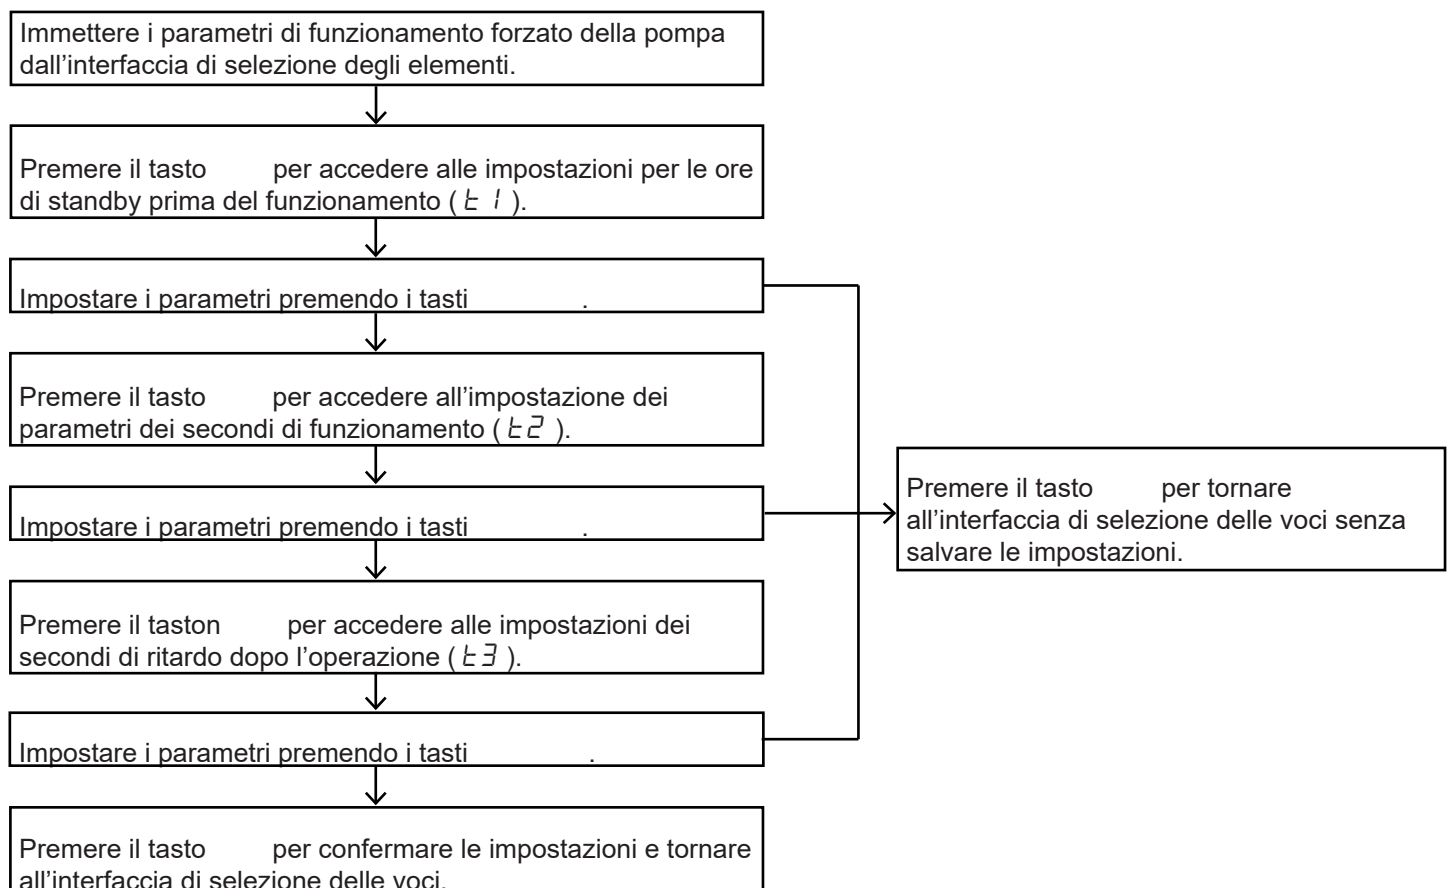 Immettere i parametri di funzionamento forzato della pompa
dall'interfaccia di selezione degli elementi.
Premere il tasto per accedere alle impostazioni per le ore
di standby prima del funzionamento ( t 1 ).
Impostare i parametri premendo i tasti .
Premere il tasto per accedere all'impostazione dei
parametri dei secondi di funzionamento ( t2 ).
Impostare i parametri premendo i tasti .
Premere il taston per accedere alle impostazioni dei
secondi di ritardo dopo l'operazione ( t3 ).
Impostare i parametri premendo i tasti .
Premere il tasto per confermare le impostazioni e tornare
all'interfaccia di selezione delle voci.
Premere il tasto per tornare
all'interfaccia di selezione delle voci senza
salvare le impostazioni.